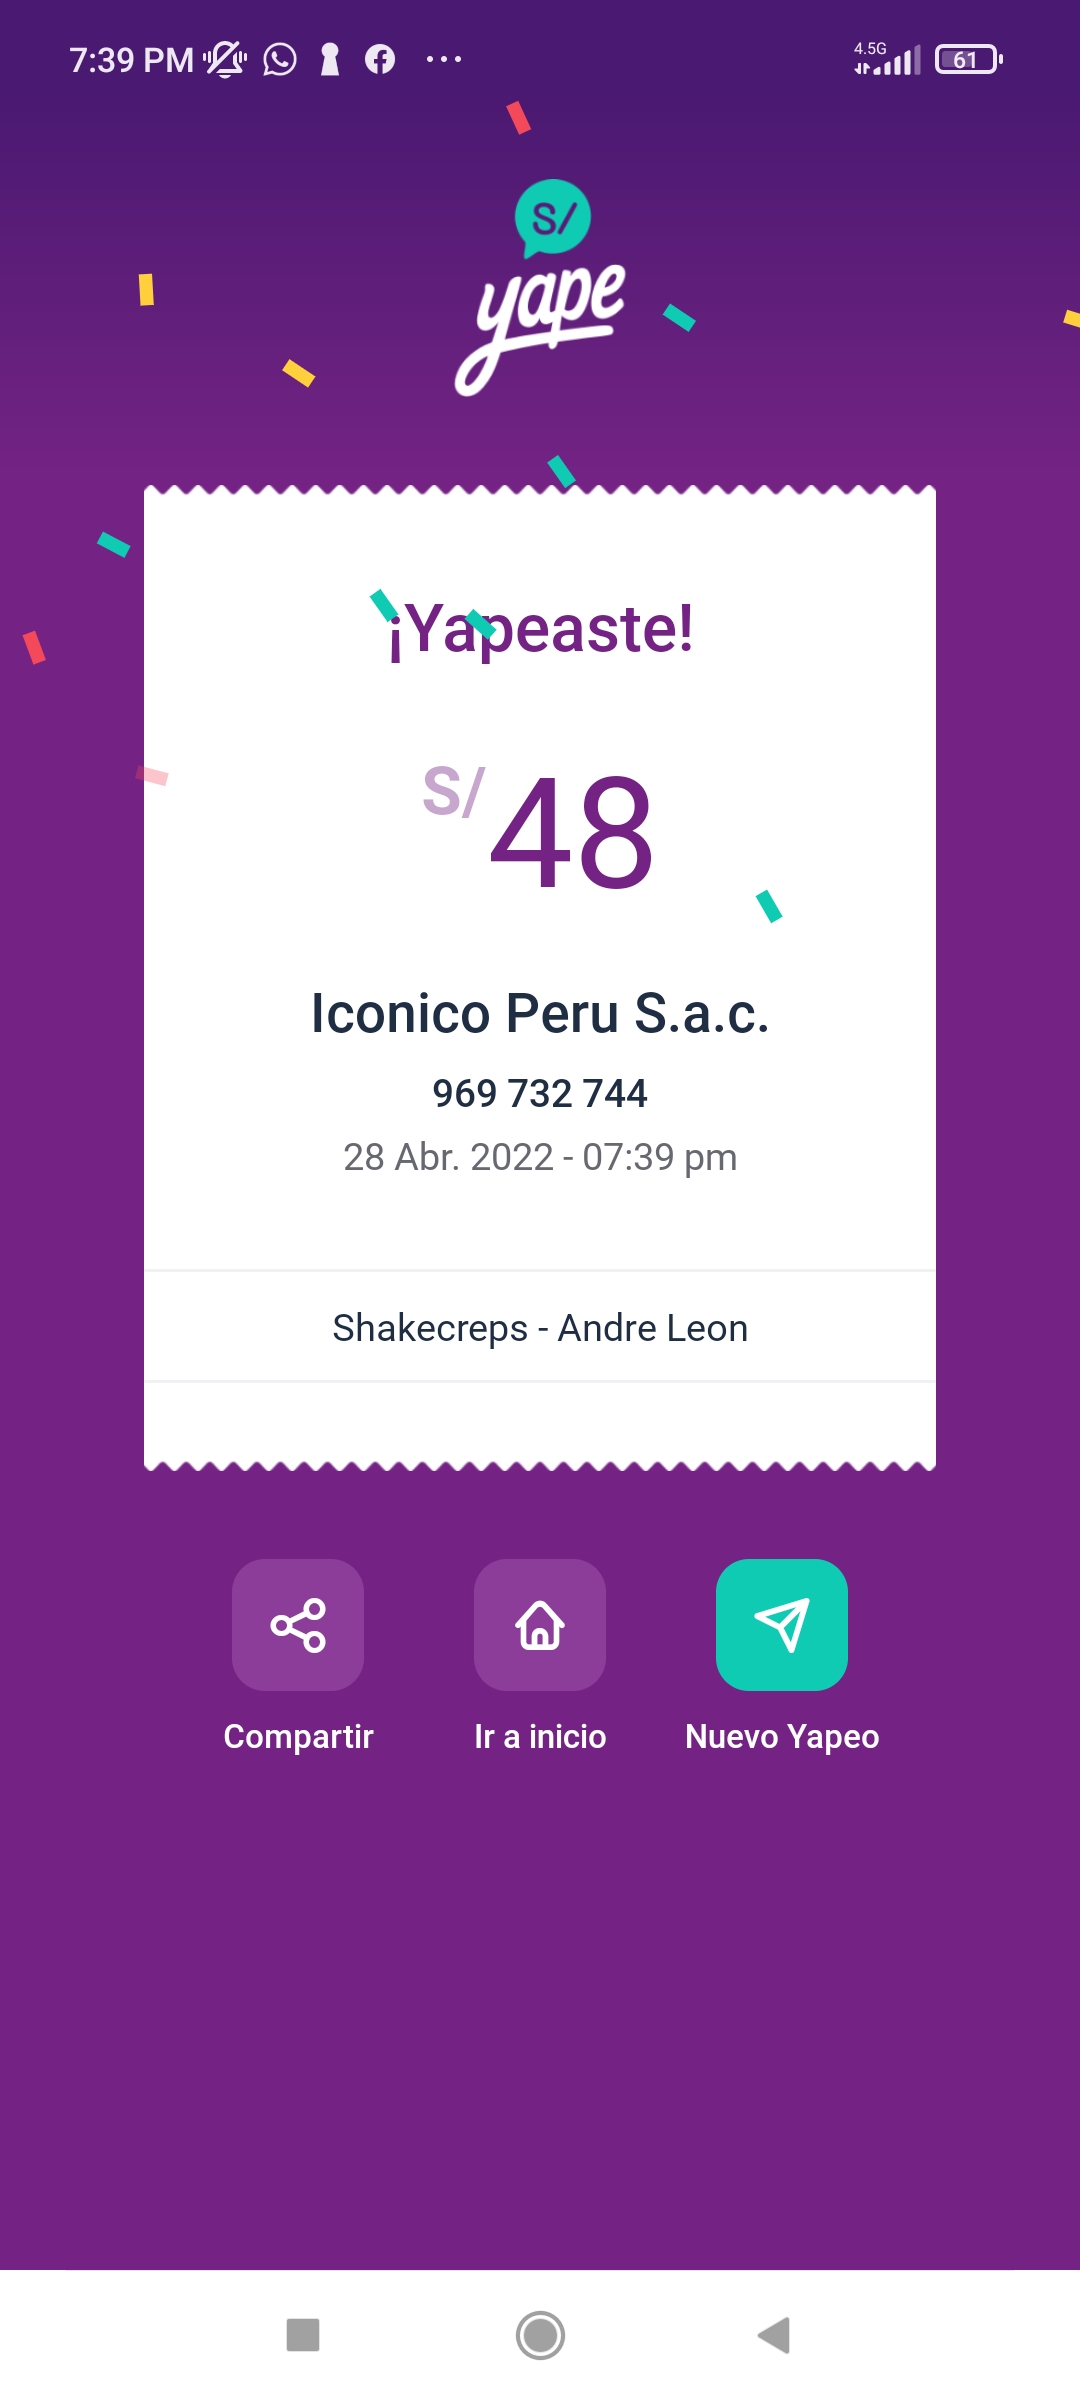 7:39 PM
4.5G
61
S/
yape
¡Yapeaste!
S/ 48
Iconico Peru S.a.c.
969 732 744
28 Abr. 2022 - 07:39 pm
Shakecreps - Andre Leon
Compartir
Ir a inicio
Nuevo Yapeo